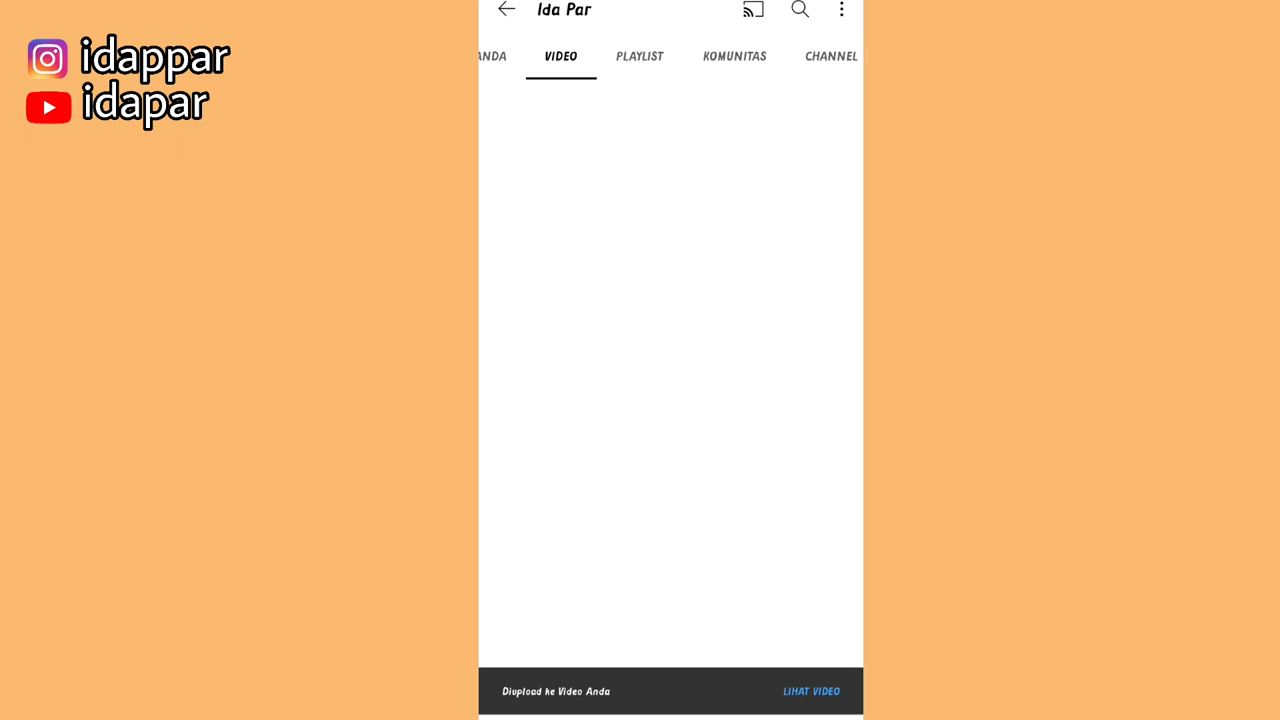 idappar
idapar
Ida Par
ANDA VIDEO PLAYLIST KOMUNITAS CHANNEL
Diupload ke Video Anda LIHAT VIDEO